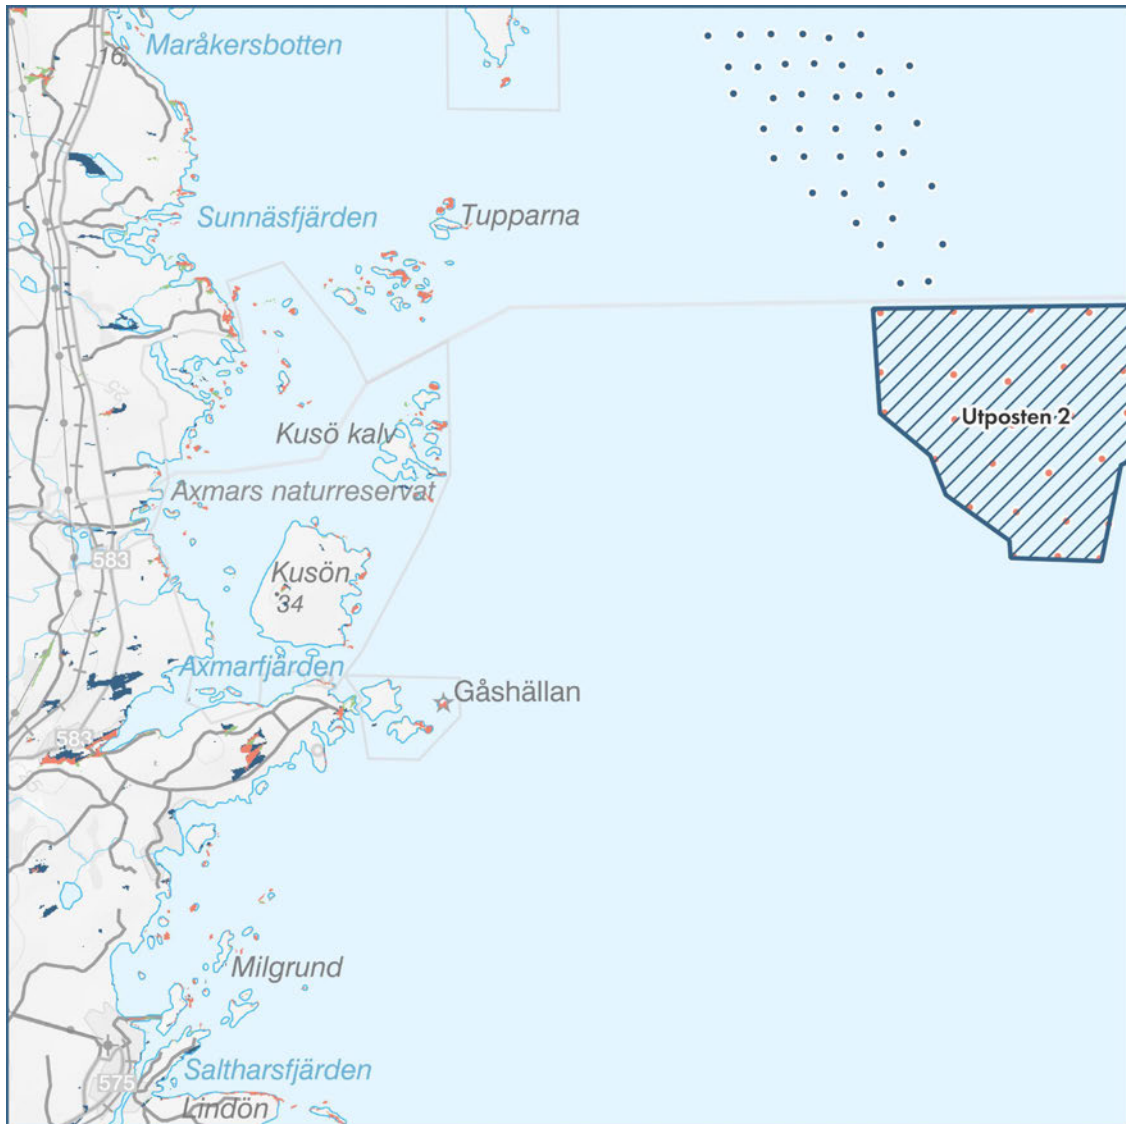 Maråkersbotten
16.
Sunnäsfjärden
Tupparna
Utposten 2
Kusö kalv
Axmars naturreservat
583
Kusön
34
Axmarfjärden
Gåshällan
583
Milgrund
Saltharsfjärden
575
Lindön